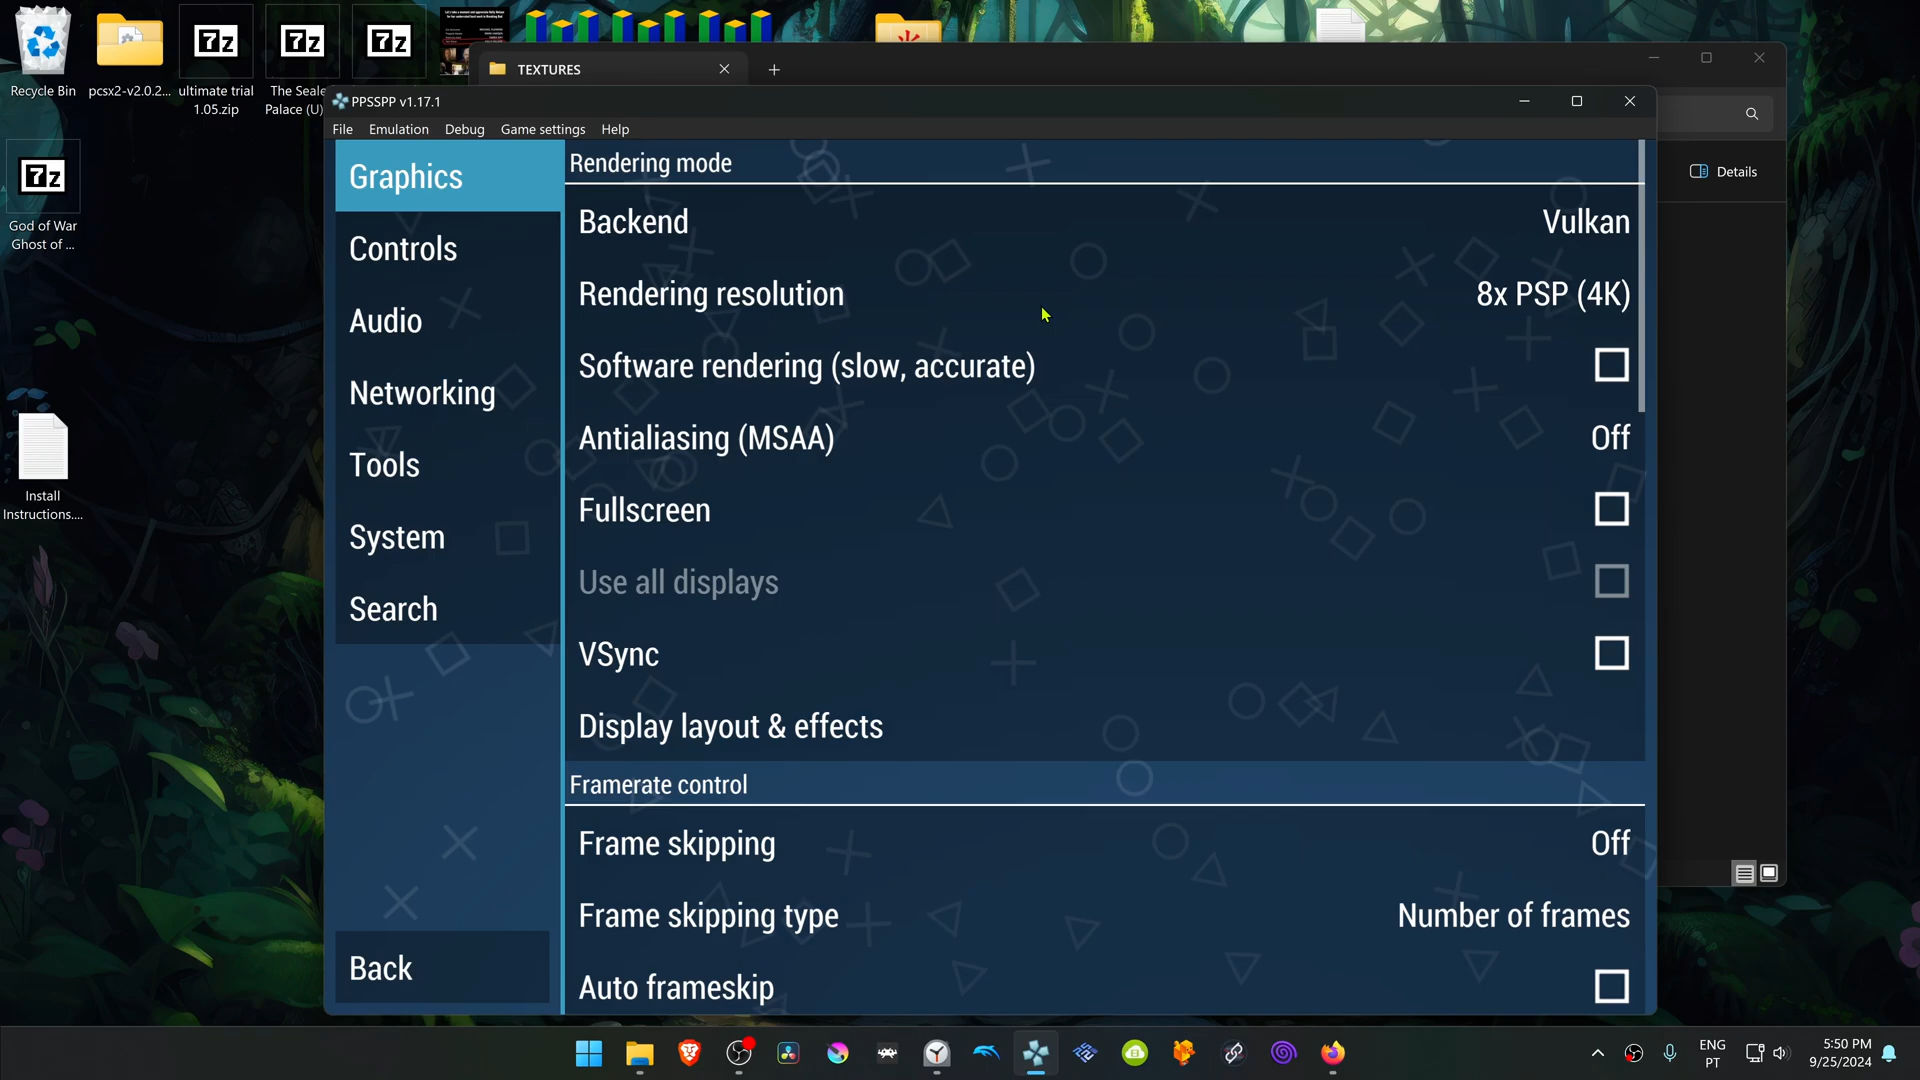 Recycle Bin
pcsx2-v2.0.2...
ultimate trial
1.05.zip
The Seale
Palace (U)
God of War
Ghost of ...
Install
Instructions....
TEXTURES
Details
PPSSPP v1.17.1
File Emulation Debug Game settings Help
Graphics
Controls
Audio
Networking
Tools
System
Search
Back
Rendering mode
Backend Vulkan
Rendering resolution 8x PSP (4K)
Software rendering (slow, accurate)
Antialiasing (MSAA) Off
Fullscreen
Use all displays
VSync
Display layout & effects
Framerate control
Frame skipping Off
Frame skipping type Number of frames
Auto frameskip
ENG
PT
5:50 PM
9/25/2024